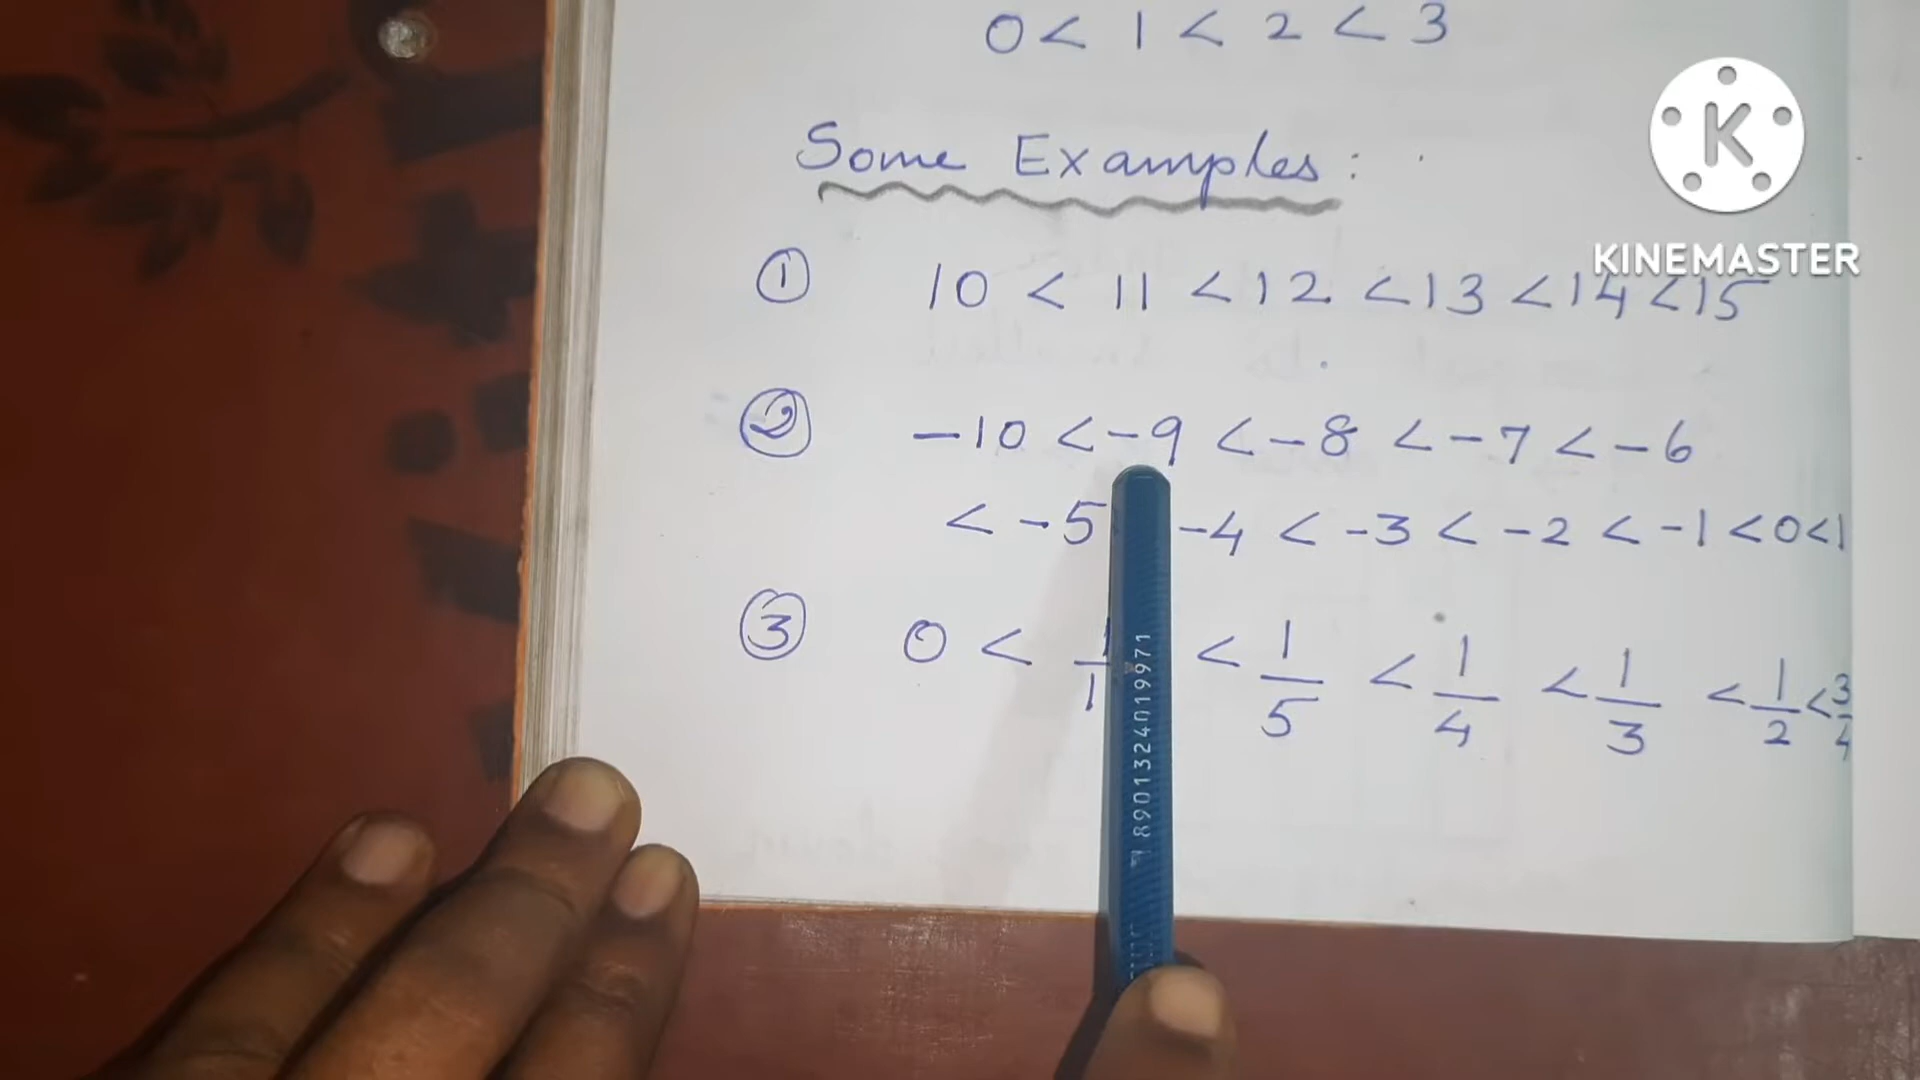 0 < 1 < 2 < 3
Some Examples :
K
KINEMASTER
① 10 < 11 < 12 < 13 < 14 < 15
② -10 < -9 < -8 < -7 < -6
< -5 -4 < -3 < -2 < -1 < 0 < 1
③ 0 < < 1/5 < 1/4 < 1/3 < 1/2 < 3/4
8901324019971